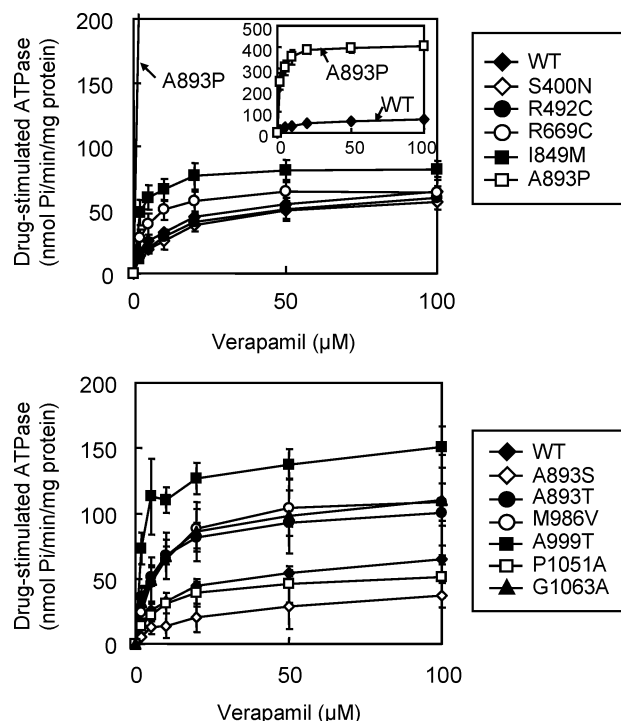 Drug-stimulated ATPase
(nmol Pi/min/mg protein)
200
150
100
50
0
A893P
500
400
300
200
100
0
A893P
WT
0
50
100
0
50
100
Verapamil (µM)
WT
S400N
R492C
R669C
I849M
A893P
Drug-stimulated ATPase
(nmol Pi/min/mg protein)
200
150
100
50
0
0
50
100
Verapamil (µM)
WT
A893S
A893T
M986V
A999T
P1051A
G1063A